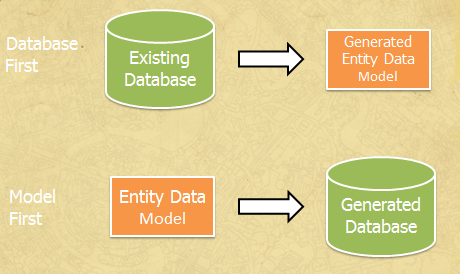 Database
First
Existing
Database
Generated
Entity Data
Model
Model
First
Entity Data
Model
Generated
Database